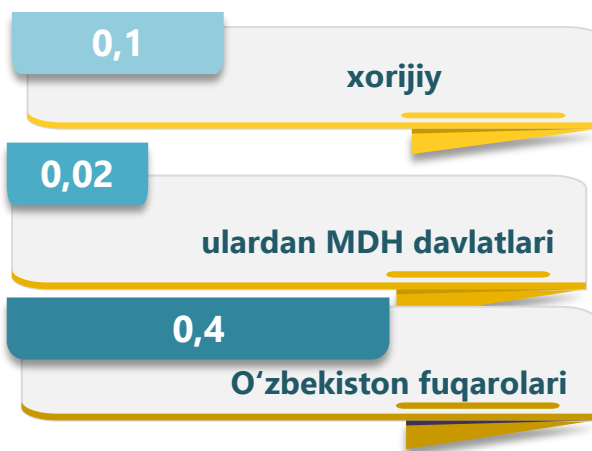 0,1
xorijiy
0,02
ulardan MDH davlatlari
0,4
O‘zbekiston fuqarolari